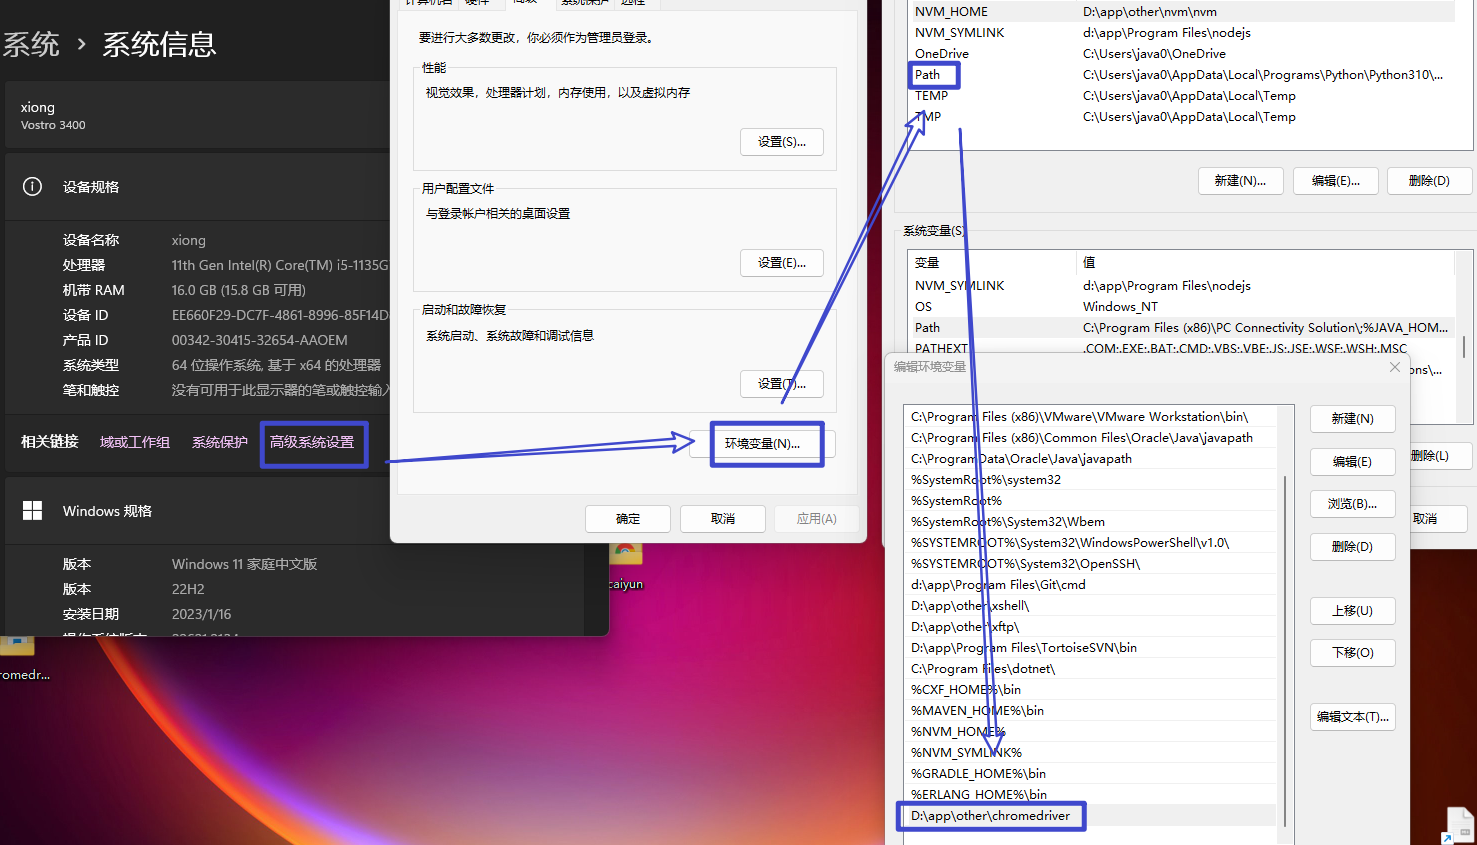 系统 › 系统信息
xiong
Vostro 3400
设备规格
设备名称 xiong
处理器 11th Gen Intel(R) Core(TM) i5-1135G
机带 RAM 16.0 GB (15.8 GB 可用)
设备 ID EE660F29-DC7F-4861-8996-85F14D
产品 ID 00342-30415-32654-AAOEM
系统类型 64 位操作系统, 基于 x64 的处理器
笔和触控 没有可用于此显示器的笔或触控输入
相关链接 域或工作组 系统保护 高级系统设置
Windows 规格
版本 Windows 11 家庭中文版
版本 22H2
安装日期 2023/1/16
romedr...
caiyun
要进行大多数更改，你必须作为管理员登录。
性能
视觉效果，处理器计划，内存使用，以及虚拟内存
设置(S)...
用户配置文件
与登录帐户相关的桌面设置
设置(E)...
启动和故障恢复
系统启动、系统故障和调试信息
设置(T)...
环境变量(N)...
确定 取消 应用(A)
NVM_HOME D:\app\other\nvm\nvm
NVM_SYMLINK d:\app\Program Files\nodejs
OneDrive C:\Users\java0\OneDrive
Path C:\Users\java0\AppData\Local\Programs\Python\Python310\...
TEMP C:\Users\java0\AppData\Local\Temp
TMP C:\Users\java0\AppData\Local\Temp
新建(N)... 编辑(E)... 删除(D)
系统变量(S)
变量 值
NVM_SYMLINK d:\app\Program Files\nodejs
OS Windows_NT
Path C:\Program Files (x86)\PC Connectivity Solution\;%JAVA_HOM...
PATHEXT .COM;.EXE;.BAT;.CMD;.VBS;.VBE;.JS;.JSE;.WSF;.WSH;.MSC
ons\...
删除(L)
取消
编辑环境变量
C:\Program Files (x86)\VMware\VMware Workstation\bin\
C:\Program Files (x86)\Common Files\Oracle\Java\javapath
C:\ProgramData\Oracle\Java\javapath
%SystemRoot%\system32
%SystemRoot%
%SystemRoot%\System32\Wbem
%SYSTEMROOT%\System32\WindowsPowerShell\v1.0\
%SYSTEMROOT%\System32\OpenSSH\
d:\app\Program Files\Git\cmd
D:\app\other\xshell\
D:\app\other\xftp\
D:\app\Program Files\TortoiseSVN\bin
C:\Program Files\dotnet\
%CXF_HOME%\bin
%MAVEN_HOME%\bin
%NVM_HOME%
%NVM_SYMLINK%
%GRADLE_HOME%\bin
%ERLANG_HOME%\bin
D:\app\other\chromedriver
新建(N)
编辑(E)
浏览(B)...
删除(D)
上移(U)
下移(O)
编辑文本(T)...